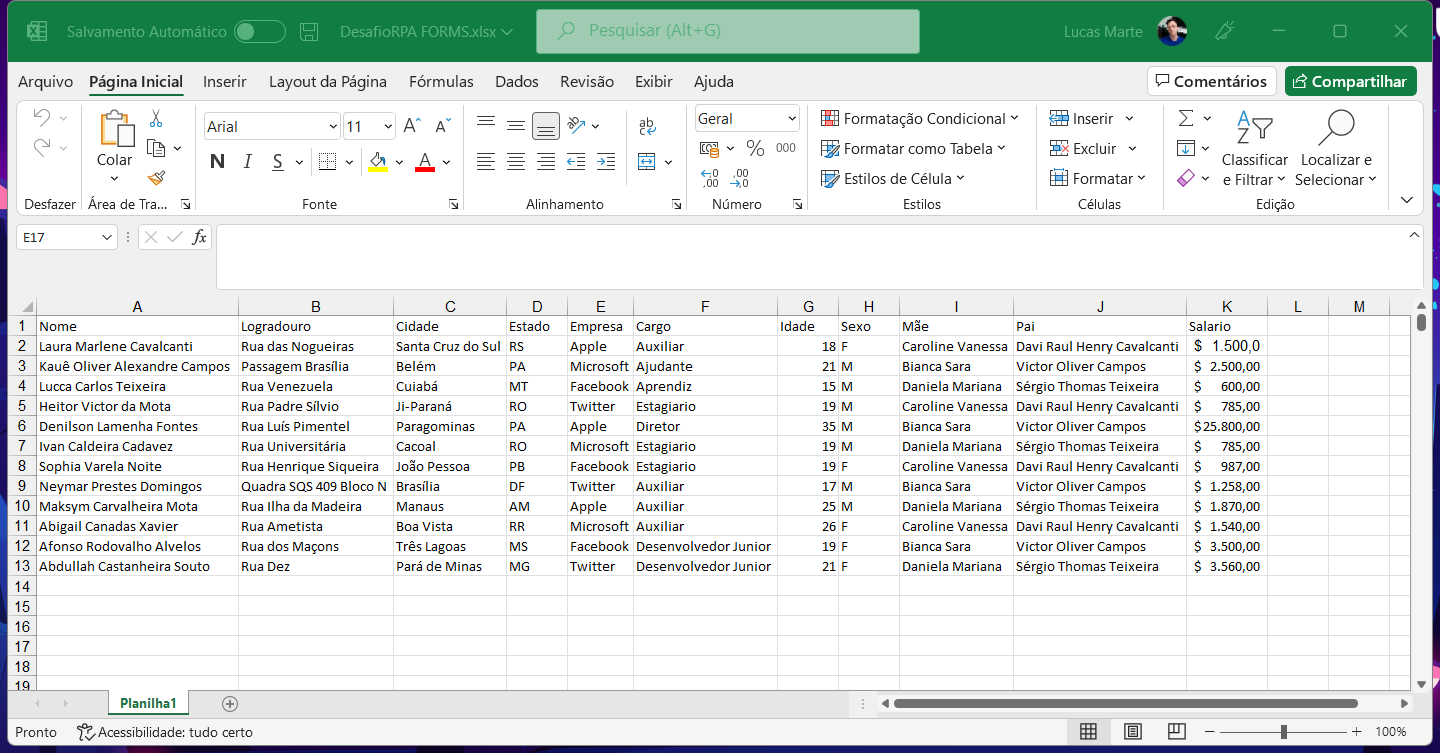 Salvamento Automático DesafioRPA FORMS.xlsx Pesquisar (Alt+G) Lucas Marte
Arquivo Página Inicial Inserir Layout da Página Fórmulas Dados Revisão Exibir Ajuda Comentários Compartilhar
Arial 11 Geral Formatação Condicional Inserir
Colar N I S A % 000 Formatar como Tabela Excluir Classificar e Filtrar Localizar e Selecionar
Estilos de Célula Formatar
Desfazer Área de Tra... Fonte Alinhamento Número Estilos Células Edição
E17 fx
A B C D E F G H I J K L M
1 Nome Logradouro Cidade Estado Empresa Cargo Idade Sexo Mãe Pai Salario
2 Laura Marlene Cavalcanti Rua das Nogueiras Santa Cruz do Sul RS Apple Auxiliar 18 F Caroline Vanessa Davi Raul Henry Cavalcanti $ 1.500,0
3 Kauê Oliver Alexandre Campos Passagem Brasília Belém PA Microsoft Ajudante 21 M Bianca Sara Victor Oliver Campos $ 2.500,00
4 Lucca Carlos Teixeira Rua Venezuela Cuiabá MT Facebook Aprendiz 15 M Daniela Mariana Sérgio Thomas Teixeira $ 600,00
5 Heitor Victor da Mota Rua Padre Sílvio Ji-Paraná RO Twitter Estagiario 19 M Caroline Vanessa Davi Raul Henry Cavalcanti $ 785,00
6 Denilson Lamenha Fontes Rua Luís Pimentel Paragominas PA Apple Diretor 35 M Bianca Sara Victor Oliver Campos $25.800,00
7 Ivan Caldeira Cadavez Rua Universitária Cacoal RO Microsoft Estagiario 19 M Daniela Mariana Sérgio Thomas Teixeira $ 785,00
8 Sophia Varela Noite Rua Henrique Siqueira João Pessoa PB Facebook Estagiario 19 F Caroline Vanessa Davi Raul Henry Cavalcanti $ 987,00
9 Neymar Prestes Domingos Quadra SQS 409 Bloco N Brasília DF Twitter Auxiliar 17 M Bianca Sara Victor Oliver Campos $ 1.258,00
10 Maksym Carvalheira Mota Rua Ilha da Madeira Manaus AM Apple Auxiliar 25 M Daniela Mariana Sérgio Thomas Teixeira $ 1.870,00
11 Abigail Canadas Xavier Rua Ametista Boa Vista RR Microsoft Auxiliar 26 F Caroline Vanessa Davi Raul Henry Cavalcanti $ 1.540,00
12 Afonso Rodovalho Alvelos Rua dos Maçons Três Lagoas MS Facebook Desenvolvedor Junior 19 F Bianca Sara Victor Oliver Campos $ 3.500,00
13 Abdullah Castanheira Souto Rua Dez Pará de Minas MG Twitter Desenvolvedor Junior 21 F Daniela Mariana Sérgio Thomas Teixeira $ 3.560,00
14
15
16
17
18
19
Planilha1
Pronto Acessibilidade: tudo certo 100%